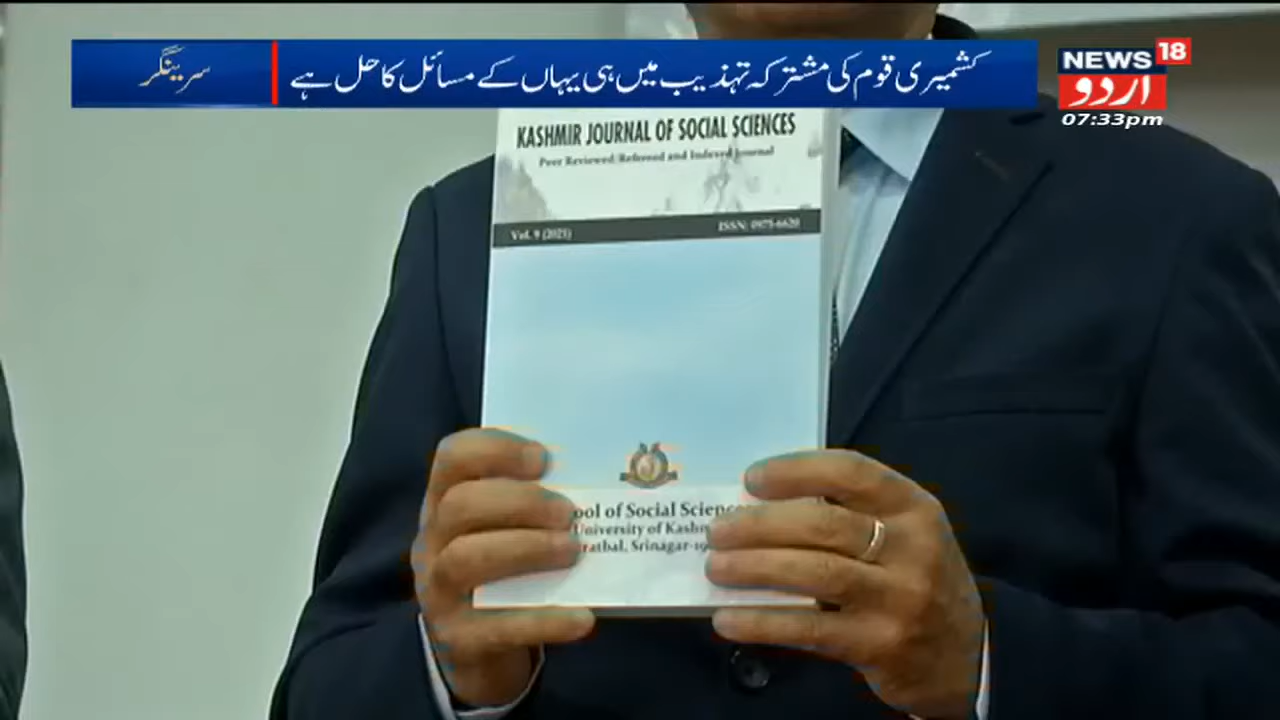 سرینگر
کشمیری قوم کی مشترکہ تہذیب میں ہی یہاں کے مسائل کا حل ہے
NEWS 18
اردو
07:33pm
KASHMIR JOURNAL OF SOCIAL SCIENCES
Peer Reviewed/Refereed and Indexed Journal
Vol. 9 (2021) ISSN: 0975-6620
ool of Social Science
University of Kashm
ratbal, Srinagar-19